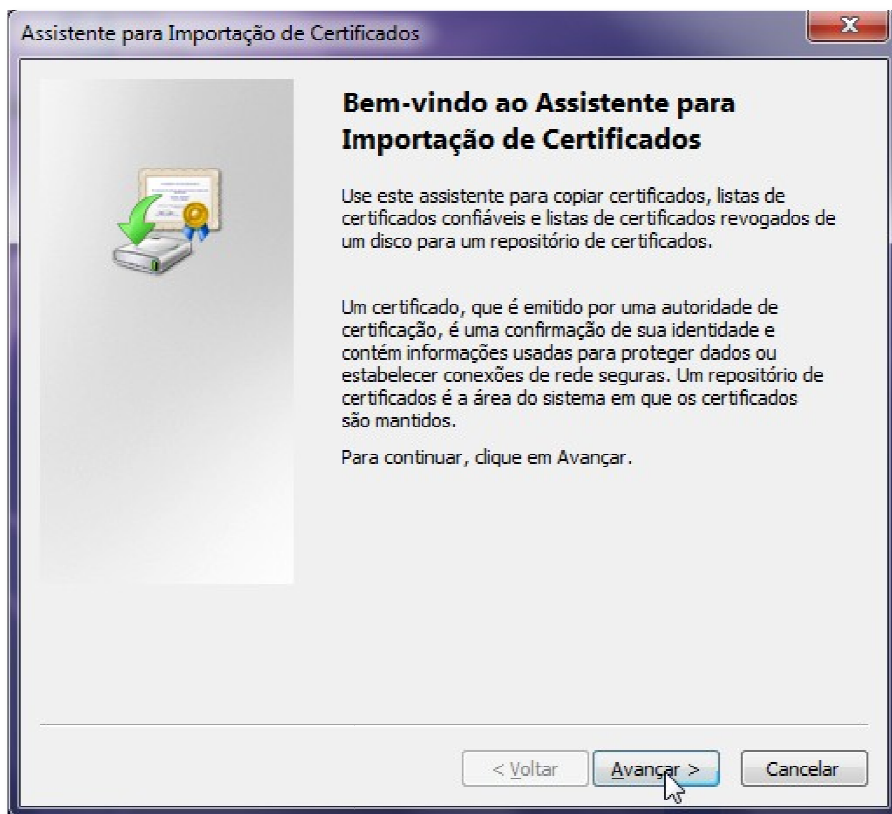 Assistente para Importação de Certificados
Bem-vindo ao Assistente para
Importação de Certificados
Use este assistente para copiar certificados, listas de
certificados confiáveis e listas de certificados revogados de
um disco para um repositório de certificados.
Um certificado, que é emitido por uma autoridade de
certificação, é uma confirmação de sua identidade e
contém informações usadas para proteger dados ou
estabelecer conexões de rede seguras. Um repositório de
certificados é a área do sistema em que os certificados
são mantidos.
Para continuar, clique em Avançar.
< Voltar Avançar > Cancelar